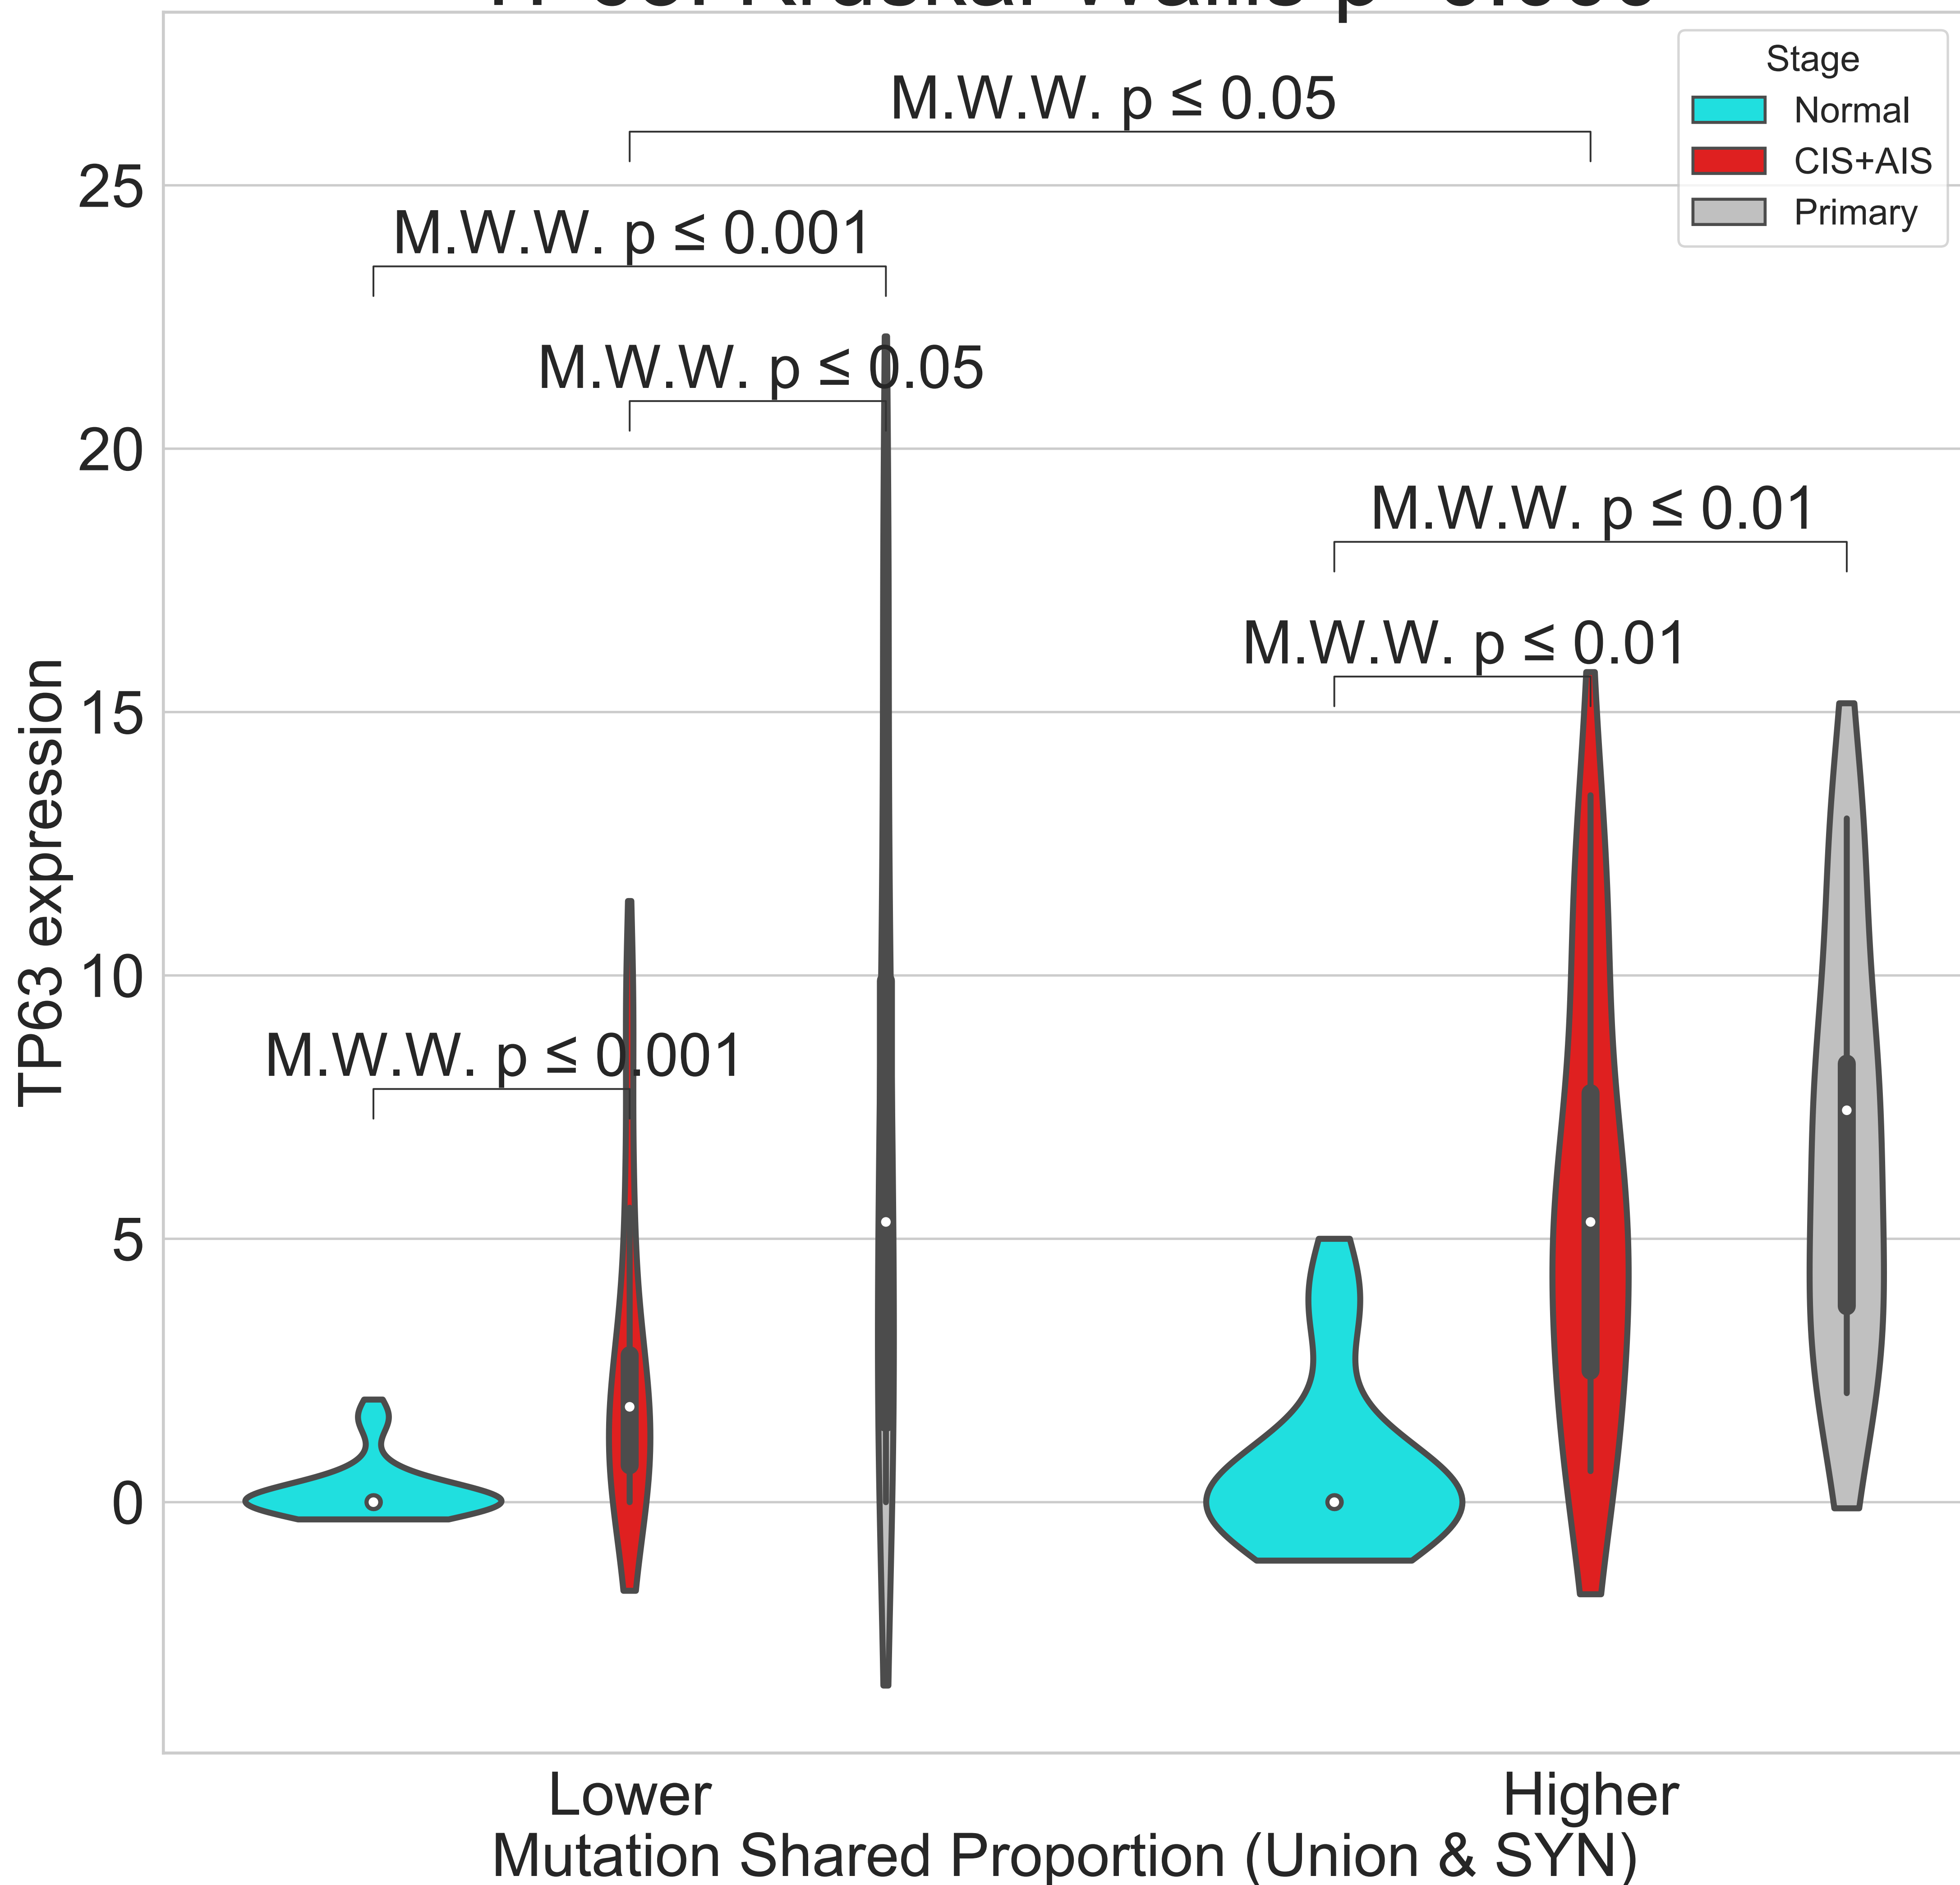 Stage
Normal
CIS+AIS
Primary
M.W.W. p ≤ 0.05
M.W.W. p ≤ 0.001
M.W.W. p ≤ 0.05
M.W.W. p ≤ 0.01
M.W.W. p ≤ 0.01
M.W.W. p ≤ 0.001
TP63 expression
25
20
15
10
5
0
Lower
Higher
Mutation Shared Proportion (Union & SYN)